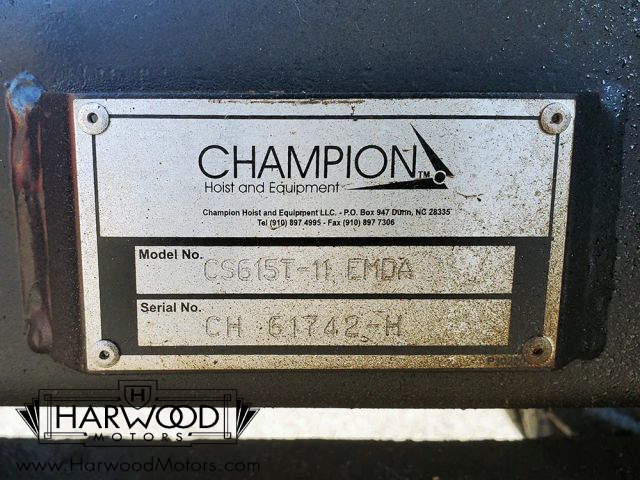 CHAMPION TM
Hoist and Equipment
Champion Hoist and Equipment LLC. - P.O. Box 947 Dunn, NC 28335
Tel (910) 897 4995 - Fax (910) 897 7306
Model No. CS615T-11 EMDA
Serial No. CH 61742-H
H
HARWOOD
MOTORS
www.HarwoodMotors.com